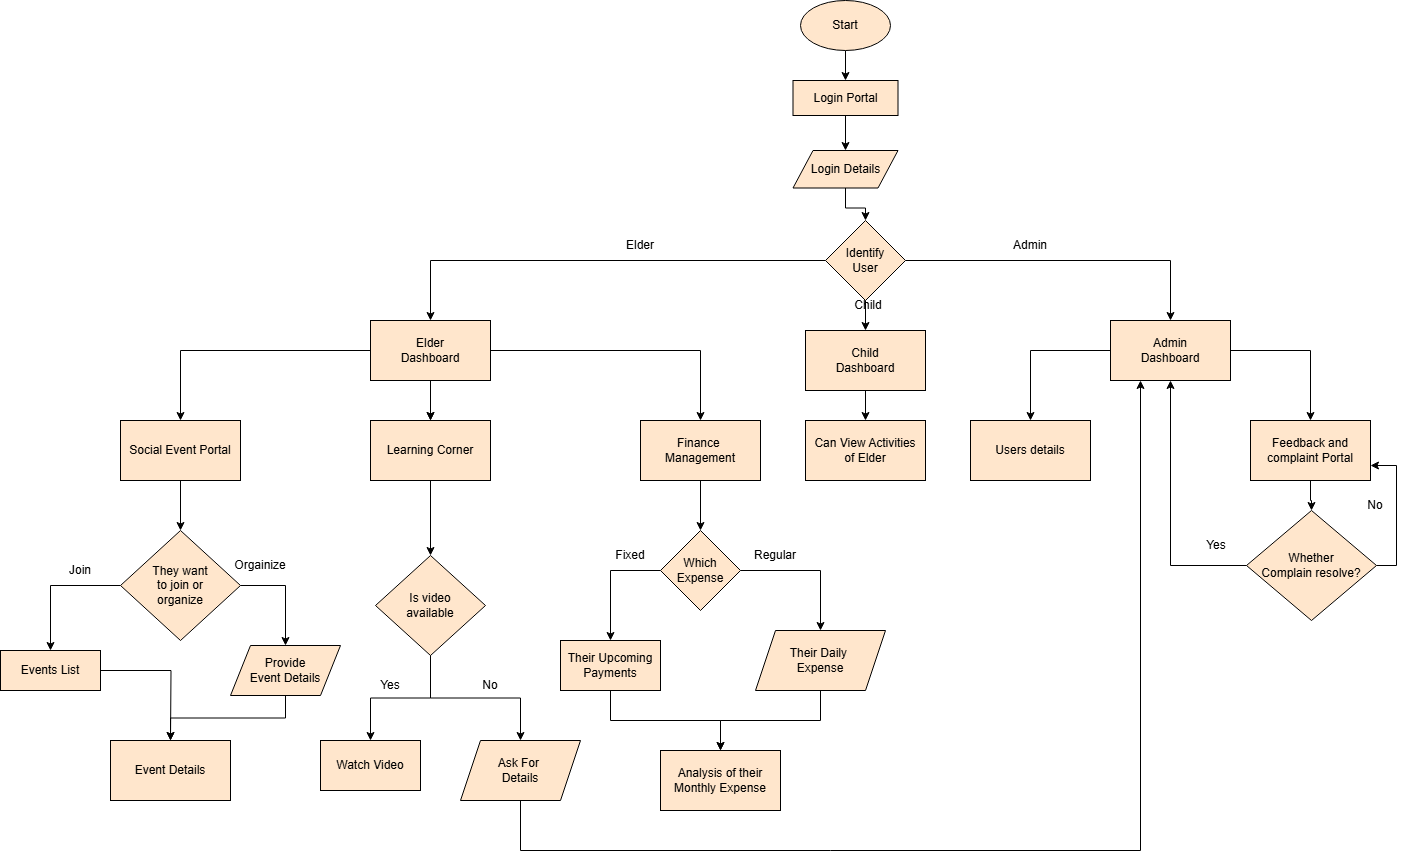 Start
Login Portal
Login Details
Identify
User
Elder
Admin
Child
Elder
Dashboard
Child
Dashboard
Admin
Dashboard
Social Event Portal
Learning Corner
Finance
Management
Can View Activities
of Elder
Users details
Feedback and
complaint Portal
No
Yes
Whether
Complain resolve?
Join
They want
to join or
organize
Orgainize
Is video
available
Fixed
Which
Expense
Regular
Events List
Provide
Event Details
Their Upcoming
Payments
Their Daily
Expense
Yes
No
Event Details
Watch Video
Ask For
Details
Analysis of their
Monthly Expense